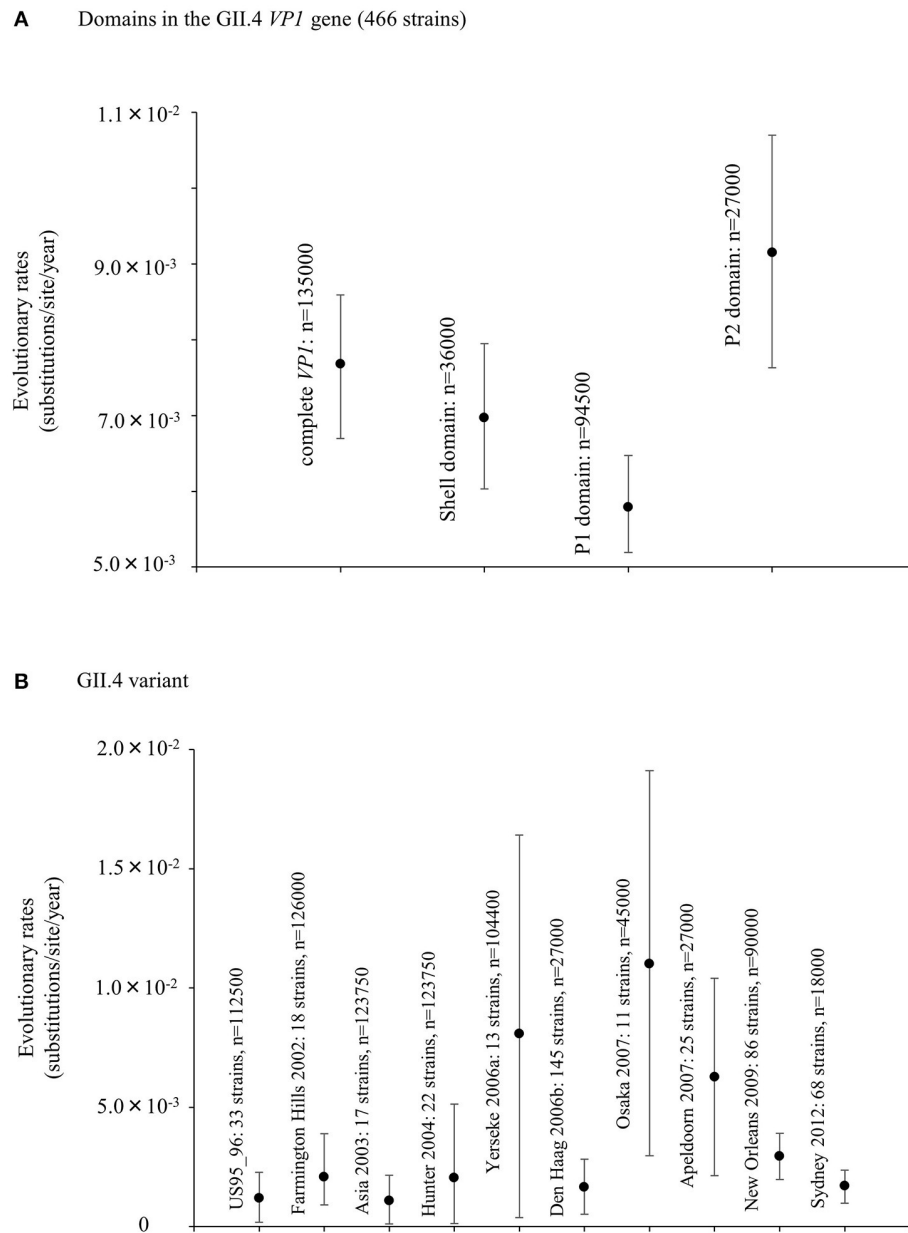 A Domains in the GII.4 VP1 gene (466 strains)
Evolutionary rates
(substitutions/site/year)
1.1×10-2
9.0×10-3
7.0×10-3
5.0×10-3
complete VP1: n=135000
Shell domain: n=36000
P1 domain: n=94500
P2 domain: n=27000
B GII.4 variant
Evolutionary rates
(substitutions/site/year)
2.0×10-2
1.5×10-2
1.0×10-2
5.0×10-3
0
US95_96: 33 strains, n=112500
Farmington Hills 2002: 18 strains, n=126000
Asia 2003: 17 strains, n=123750
Hunter 2004: 22 strains, n=123750
Yerseke 2006a: 13 strains, n=104400
Den Haag 2006b: 145 strains, n=27000
Osaka 2007: 11 strains, n=45000
Apeldoorn 2007: 25 strains, n=27000
New Orleans 2009: 86 strains, n=90000
Sydney 2012: 68 strains, n=18000